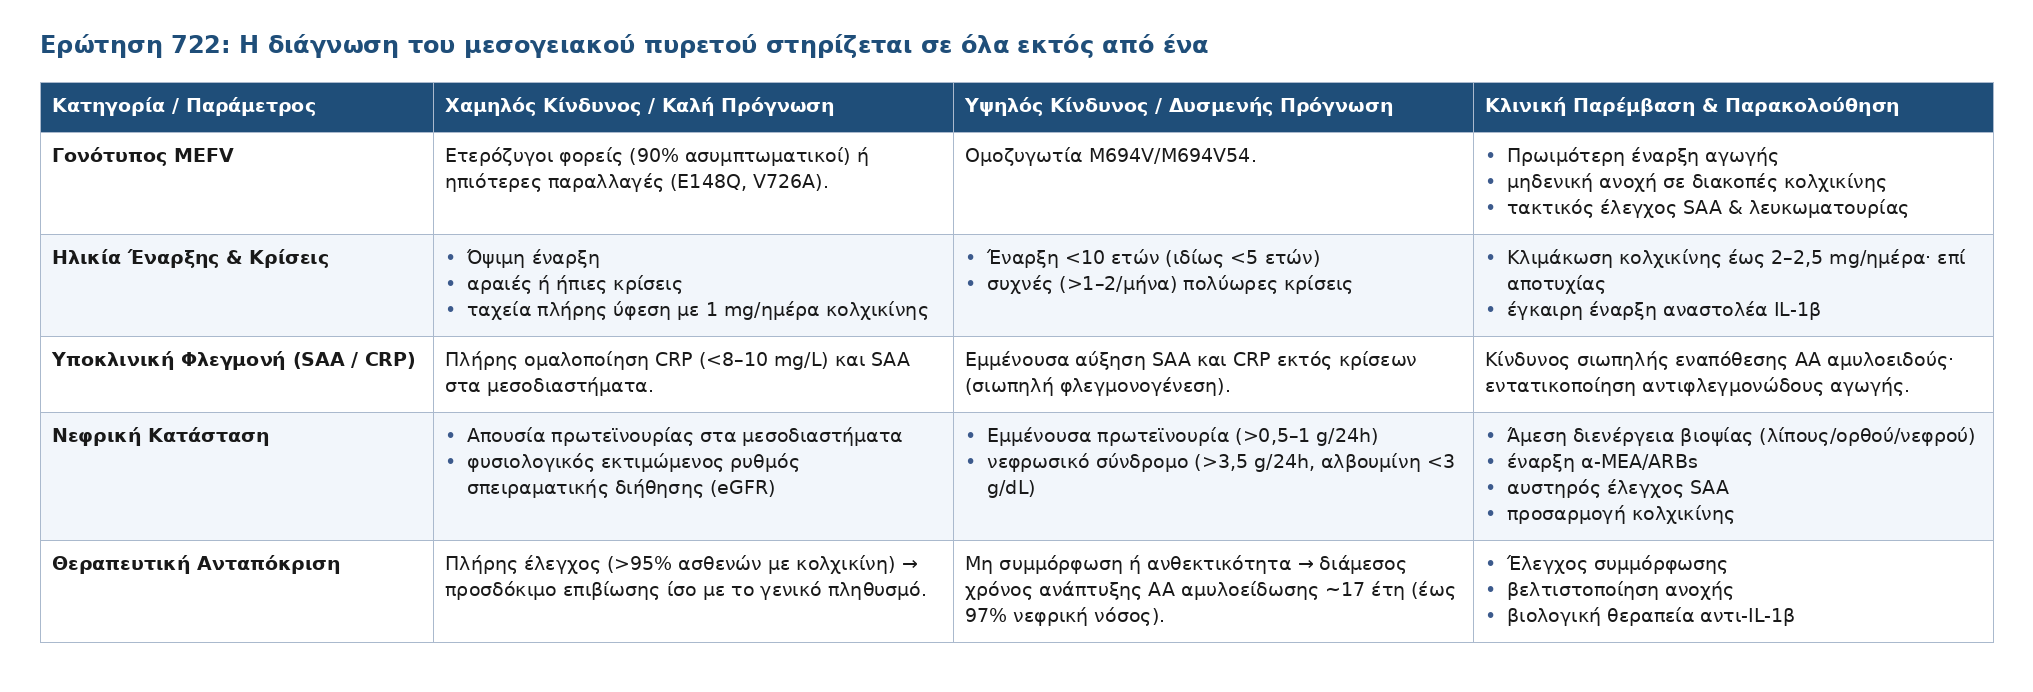 Ερώτηση 722: Η διάγνωση του μεσογειακού πυρετού στηρίζεται σε όλα εκτός από ένα
Κατηγορία / Παράμετρος
Χαμηλός Κίνδυνος / Καλή Πρόγνωση
Υψηλός Κίνδυνος / Δυσμενής Πρόγνωση
Κλινική Παρέμβαση & Παρακολούθηση
Γονότυπος MEFV
Ετερόζυγοι φορείς (90% ασυμπτωματικοί) ή
ηπιότερες παραλλαγές (E148Q, V726A).
Ομοζυγωτία M694V/M694V54.
• Πρωιμότερη έναρξη αγωγής
• μηδενική ανοχή σε διακοπές κολχικίνης
• τακτικός έλεγχος SAA & λευκωματουρίας
Ηλικία Έναρξης & Κρίσεις
• Όψιμη έναρξη
• αραιές ή ήπιες κρίσεις
• ταχεία πλήρης ύφεση με 1 mg/ημέρα κολχικίνης
• Έναρξη <10 ετών (ιδίως <5 ετών)
• συχνές (>1–2/μήνα) πολύωρες κρίσεις
• Κλιμάκωση κολχικίνης έως 2–2,5 mg/ημέρα· επί
αποτυχίας
• έγκαιρη έναρξη αναστολέα IL-1β
Υποκλινική Φλεγμονή (SAA / CRP)
Πλήρης ομαλοποίηση CRP (<8–10 mg/L) και SAA
στα μεσοδιαστήματα.
Εμμένουσα αύξηση SAA και CRP εκτός κρίσεων
(σιωπηλή φλεγμονογένεση).
Κίνδυνος σιωπηλής εναπόθεσης ΑΑ αμυλοειδούς·
εντατικοποίηση αντιφλεγμονώδους αγωγής.
Νεφρική Κατάσταση
• Απουσία πρωτεϊνουρίας στα μεσοδιαστήματα
• φυσιολογικός εκτιμώμενος ρυθμός
σπειραματικής διήθησης (eGFR)
• Εμμένουσα πρωτεϊνουρία (>0,5–1 g/24h)
• νεφρωσικό σύνδρομο (>3,5 g/24h, αλβουμίνη <3
g/dL)
• Άμεση διενέργεια βιοψίας (λίπους/ορθού/νεφρού)
• έναρξη α-ΜΕΑ/ARBs
• αυστηρός έλεγχος SAA
• προσαρμογή κολχικίνης
Θεραπευτική Ανταπόκριση
Πλήρης έλεγχος (>95% ασθενών με κολχικίνη) →
προσδόκιμο επιβίωσης ίσο με το γενικό πληθυσμό.
Μη συμμόρφωση ή ανθεκτικότητα → διάμεσος
χρόνος ανάπτυξης ΑΑ αμυλοείδωσης ~17 έτη (έως
97% νεφρική νόσος).
• Έλεγχος συμμόρφωσης
• βελτιστοποίηση ανοχής
• βιολογική θεραπεία αντι-IL-1β